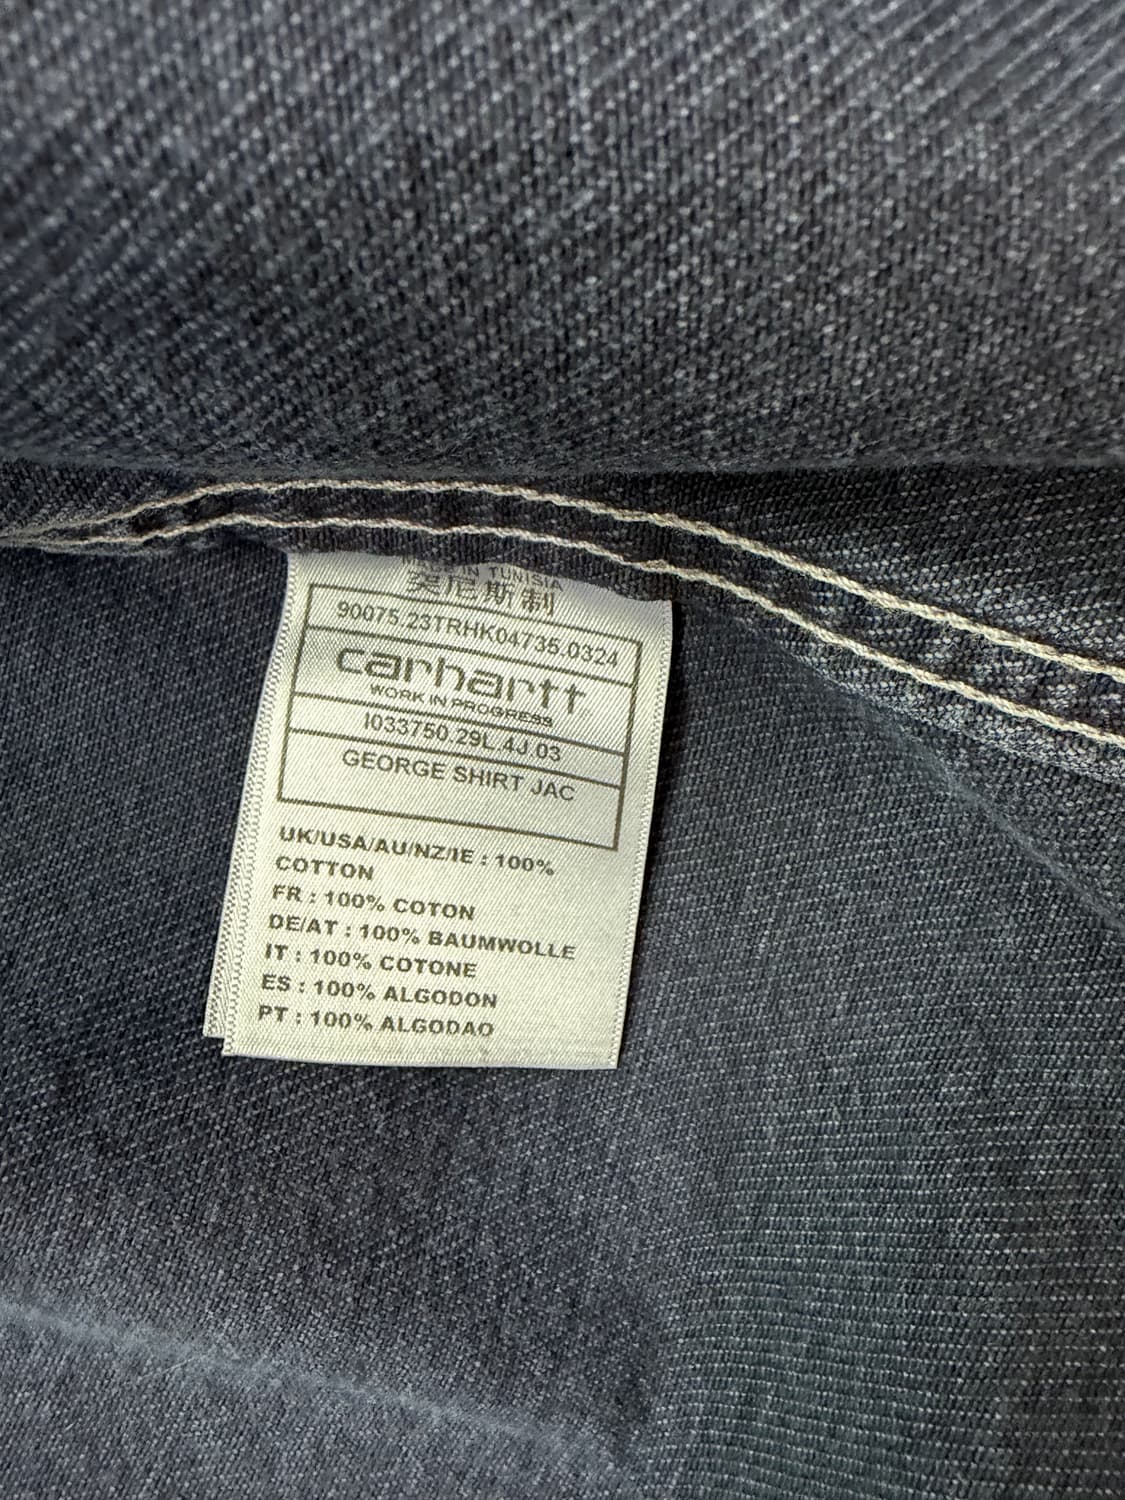 MADE IN TUNISIA
突尼斯制
90075.23TRHK04735.0324
carhartt
WORK IN PROGRESS
I033750.29L.4J.03
GEORGE SHIRT JAC
UK/USA/AU/NZ/IE : 100%
COTTON
FR : 100% COTON
DE/AT : 100% BAUMWOLLE
IT : 100% COTONE
ES : 100% ALGODON
PT : 100% ALGODAO